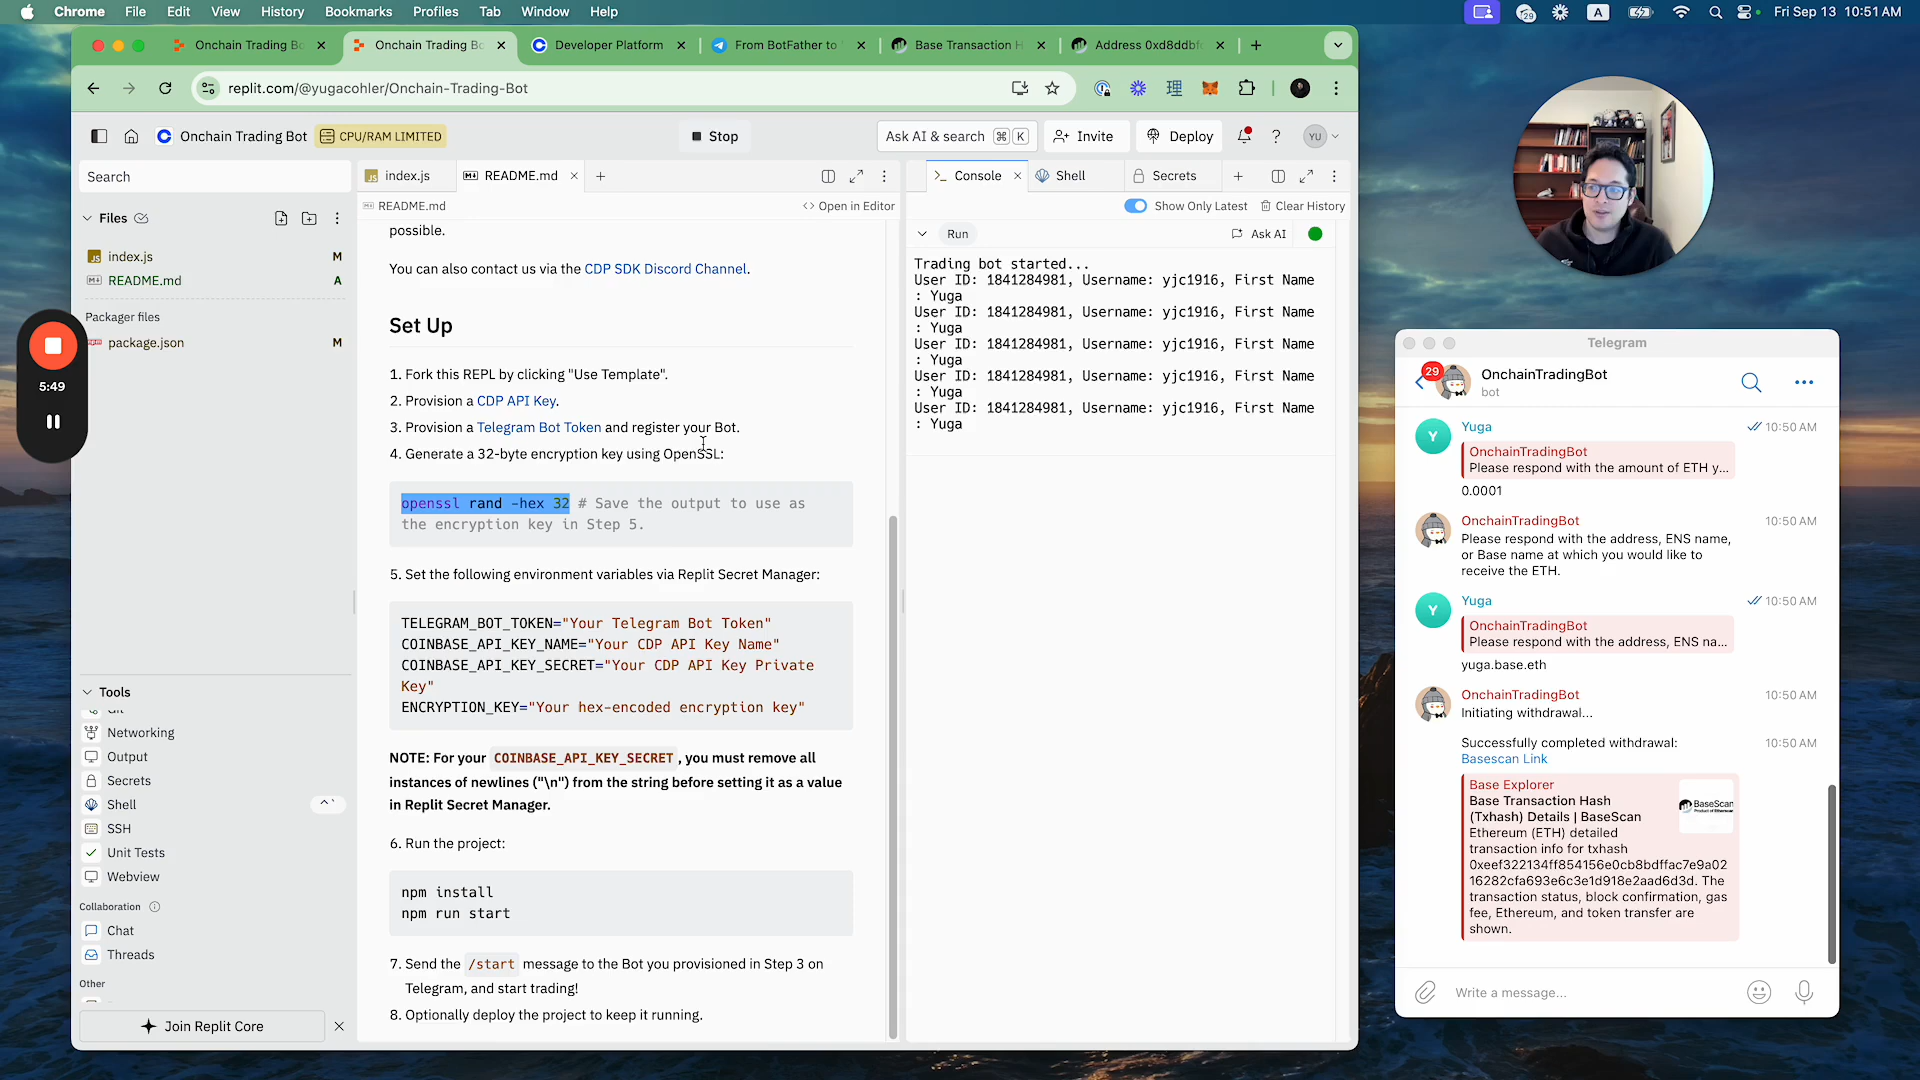 Chrome File Edit View History Bookmarks Profiles Tab Window Help
29 A Fri Sep 13 10:51 AM
Onchain Trading Bo
Onchain Trading Bo
Developer Platform
From BotFather to
Base Transaction H
Address 0xd8ddbf
replit.com/@yugacohler/Onchain-Trading-Bot
Onchain Trading Bot
CPU/RAM LIMITED
Stop
Ask AI & search ⌘ K
Invite
Deploy
?
YU
Search
Files
index.js M
README.md A
Packager files
package.json M
5:49
Tools
Git
Networking
Output
Secrets
Shell ^ `
SSH
Unit Tests
Webview
Collaboration
Chat
Threads
Other
Join Replit Core
index.js
README.md
README.md
<> Open in Editor
possible.
You can also contact us via the CDP SDK Discord Channel.
Set Up
1. Fork this REPL by clicking "Use Template".
2. Provision a CDP API Key.
3. Provision a Telegram Bot Token and register your Bot.
4. Generate a 32-byte encryption key using OpenSSL:
openssl rand -hex 32 # Save the output to use as
the encryption key in Step 5.
5. Set the following environment variables via Replit Secret Manager:
TELEGRAM_BOT_TOKEN="Your Telegram Bot Token"
COINBASE_API_KEY_NAME="Your CDP API Key Name"
COINBASE_API_KEY_SECRET="Your CDP API Key Private
Key"
ENCRYPTION_KEY="Your hex-encoded encryption key"
NOTE: For your COINBASE_API_KEY_SECRET , you must remove all
instances of newlines ("\n") from the string before setting it as a value
in Replit Secret Manager.
6. Run the project:
npm install
npm run start
7. Send the /start message to the Bot you provisioned in Step 3 on
Telegram, and start trading!
8. Optionally deploy the project to keep it running.
Console
Shell
Secrets
Show Only Latest
Clear History
Run
Ask AI
Trading bot started...
User ID: 1841284981, Username: yjc1916, First Name
: Yuga
User ID: 1841284981, Username: yjc1916, First Name
: Yuga
User ID: 1841284981, Username: yjc1916, First Name
: Yuga
User ID: 1841284981, Username: yjc1916, First Name
: Yuga
User ID: 1841284981, Username: yjc1916, First Name
: Yuga
Telegram
29
OnchainTradingBot
bot
Y
Yuga 10:50 AM
OnchainTradingBot
Please respond with the amount of ETH y...
0.0001
OnchainTradingBot 10:50 AM
Please respond with the address, ENS name,
or Base name at which you would like to
receive the ETH.
Y
Yuga 10:50 AM
OnchainTradingBot
Please respond with the address, ENS na...
yuga.base.eth
OnchainTradingBot 10:50 AM
Initiating withdrawal...
Successfully completed withdrawal: 10:50 AM
Basescan Link
Base Explorer
Base Transaction Hash
(Txhash) Details | BaseScan
Ethereum (ETH) detailed
transaction info for txhash
0xeef322134ff854156e0cb8bdffac7e9a02
16282cfa693e6c3e1d918e2aad6d3d. The
transaction status, block confirmation, gas
fee, Ethereum, and token transfer are
shown.
BaseScan
Write a message...